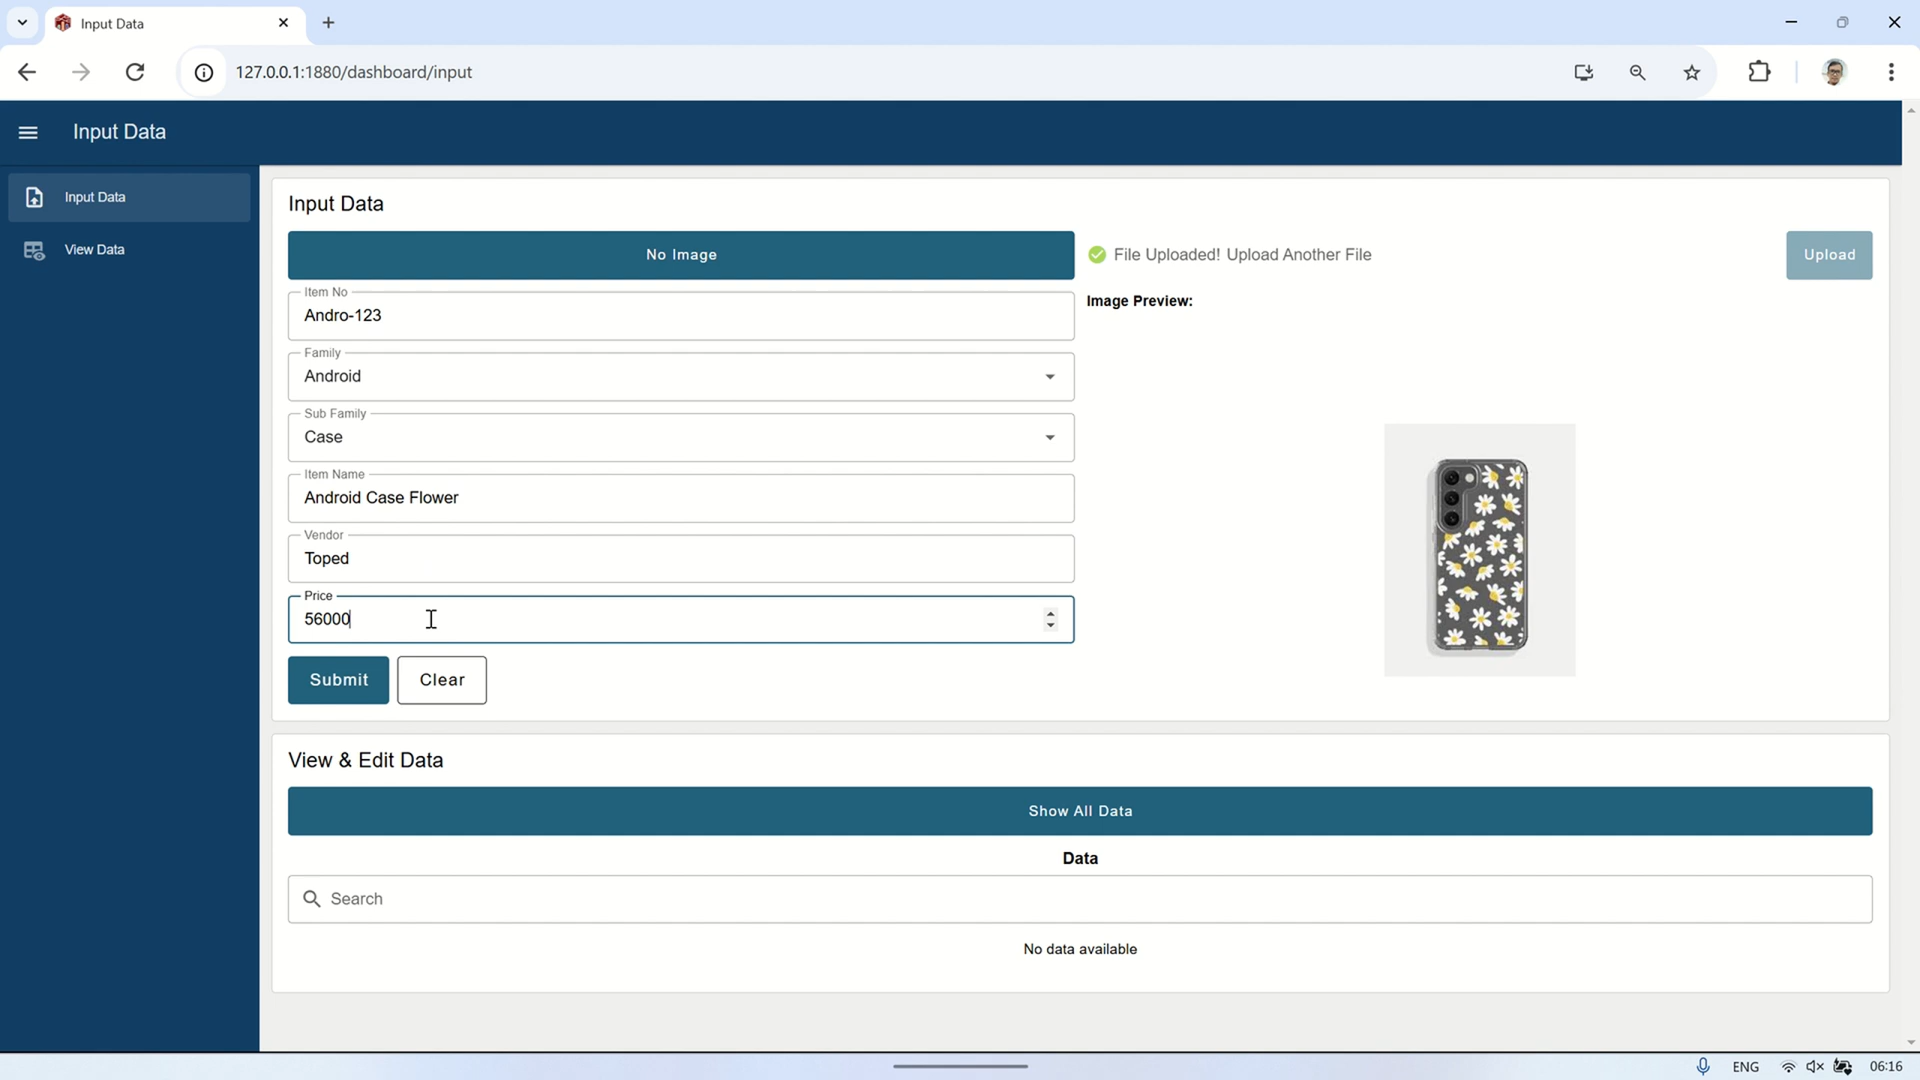 Input Data
127.0.0.1:1880/dashboard/input
Input Data
Input Data
View Data
Input Data
No Image
File Uploaded! Upload Another File
Upload
Item No
Andro-123
Image Preview:
Family
Android
Sub Family
Case
Item Name
Android Case Flower
Vendor
Toped
Price
56000
Submit
Clear
View & Edit Data
Show All Data
Data
Search
No data available
ENG
06:16